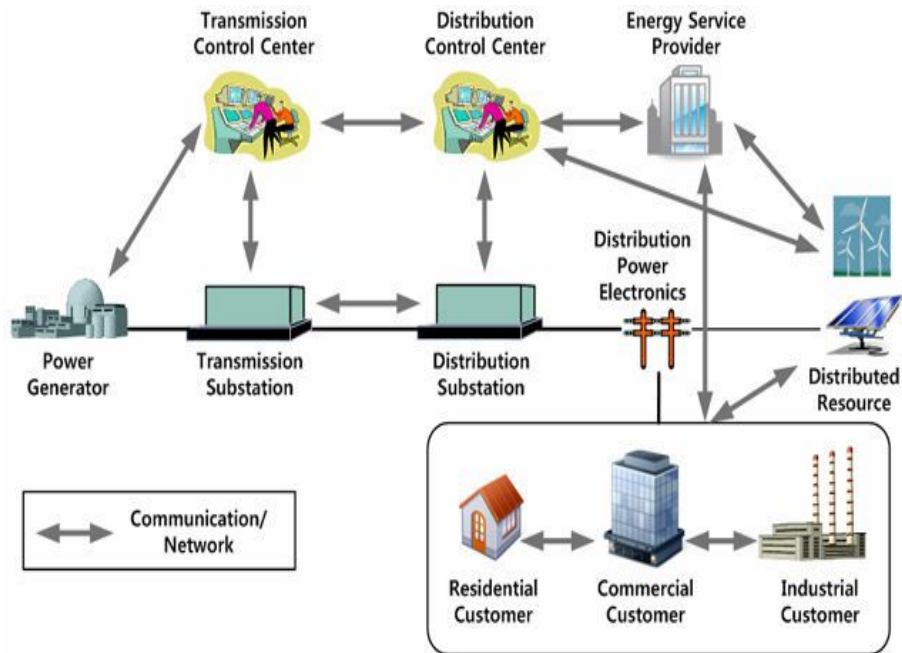 Transmission
Control Center
Distribution
Control Center
Energy Service
Provider
Distribution
Power
Electronics
Power
Generator
Transmission
Substation
Distribution
Substation
Distributed
Resource
Communication/
Network
Residential
Customer
Commercial
Customer
Industrial
Customer